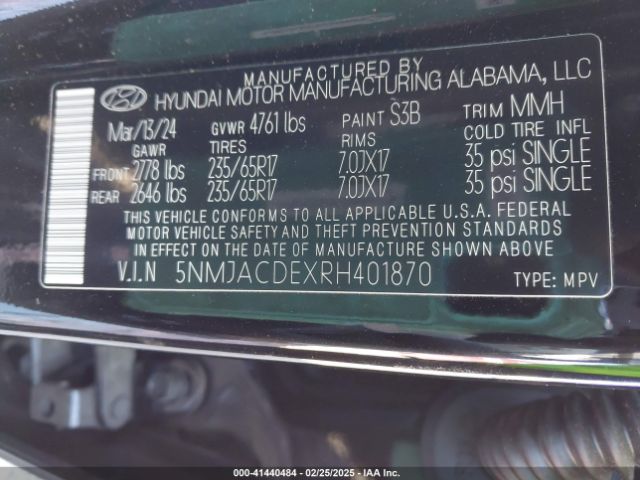 MANUFACTURED BY
HYUNDAI MOTOR MANUFACTURING ALABAMA, LLC
Mar/13/24 GVWR 4761 lbs PAINT S3B TRIM MMH
GAWR TIRES RIMS COLD TIRE INFL
FRONT 2778 lbs 235/65R17 7.0JX17 35 psi SINGLE
REAR 2646 lbs 235/65R17 7.0JX17 35 psi SINGLE
THIS VEHICLE CONFORMS TO ALL APPLICABLE U.S.A. FEDERAL
MOTOR VEHICLE SAFETY AND THEFT PREVENTION STANDARDS
IN EFFECT ON THE DATE OF MANUFACTURE SHOWN ABOVE
V.I.N 5NMJACDEXRH401870 TYPE: MPV
000-41440484 - 02/25/2025 - IAA Inc.